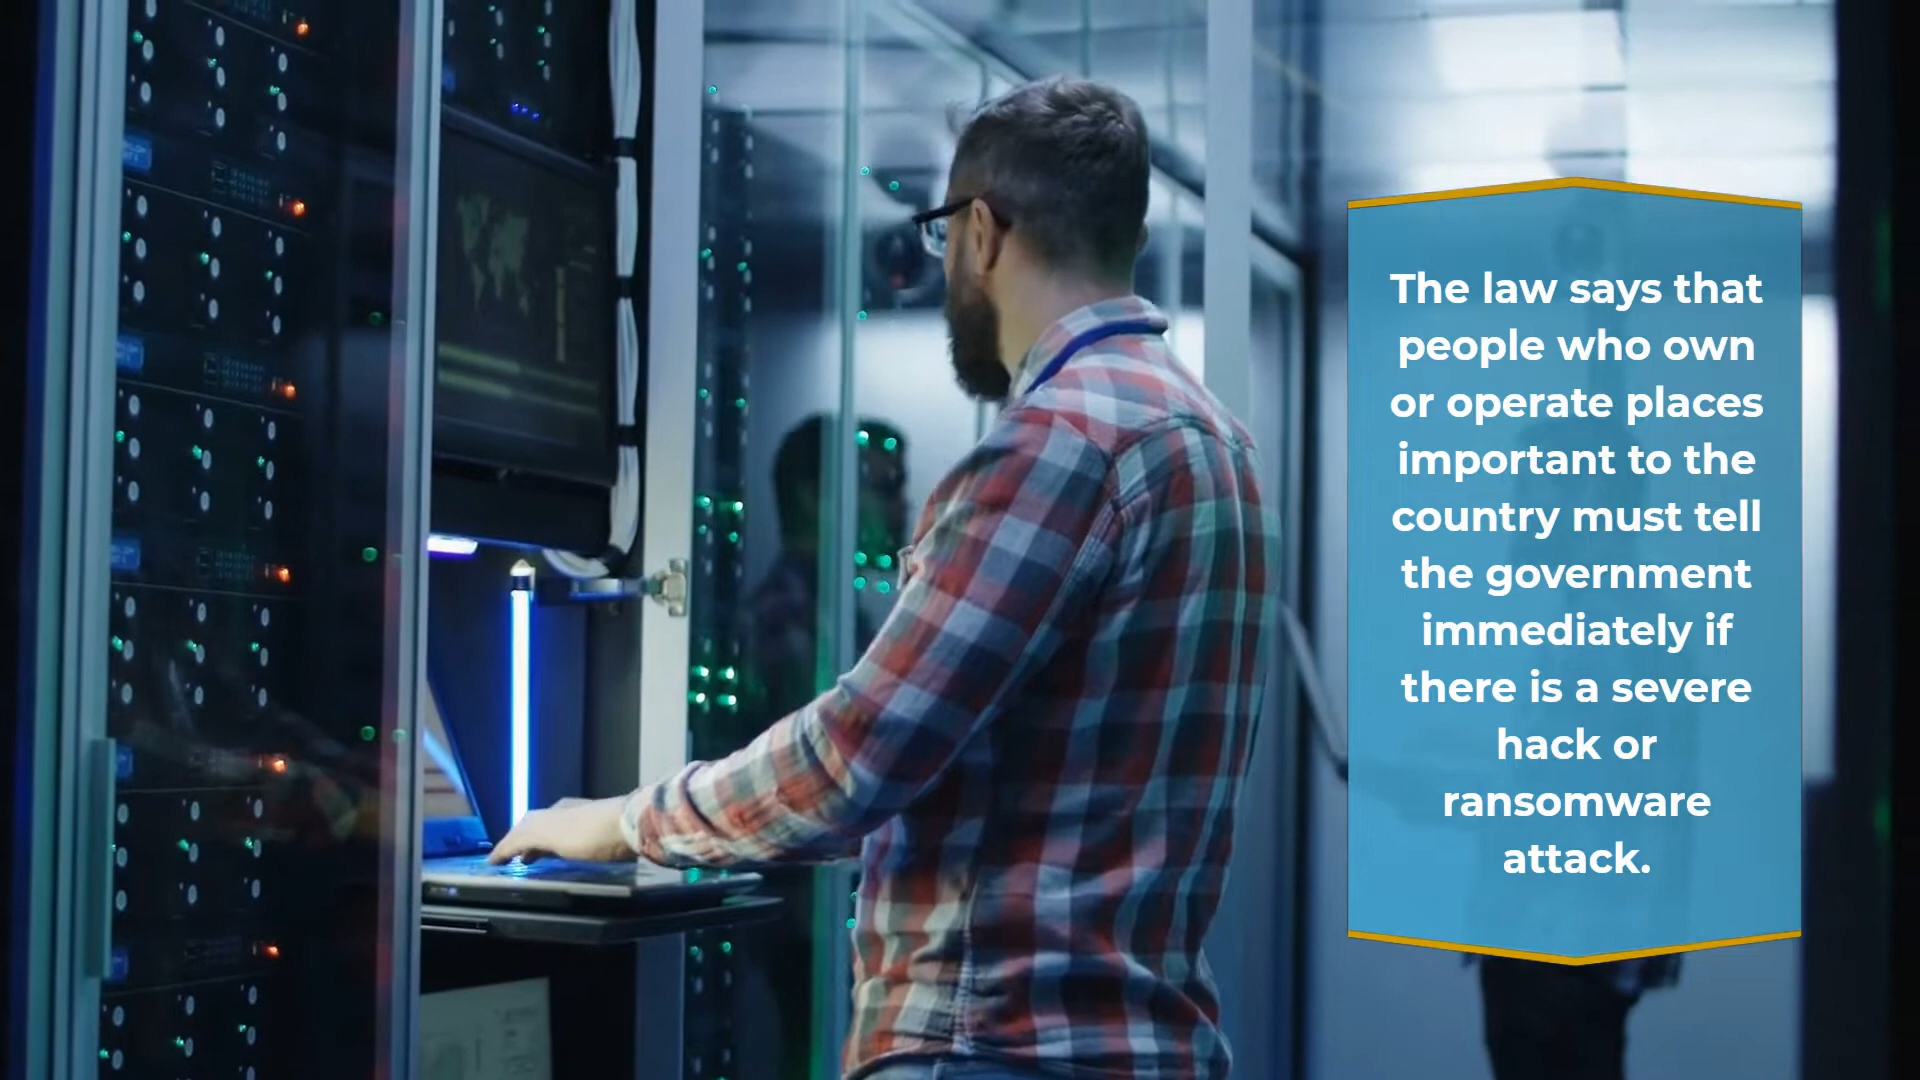 The law says that
people who own
or operate places
important to the
country must tell
the government
immediately if
there is a severe
hack or
ransomware
attack.